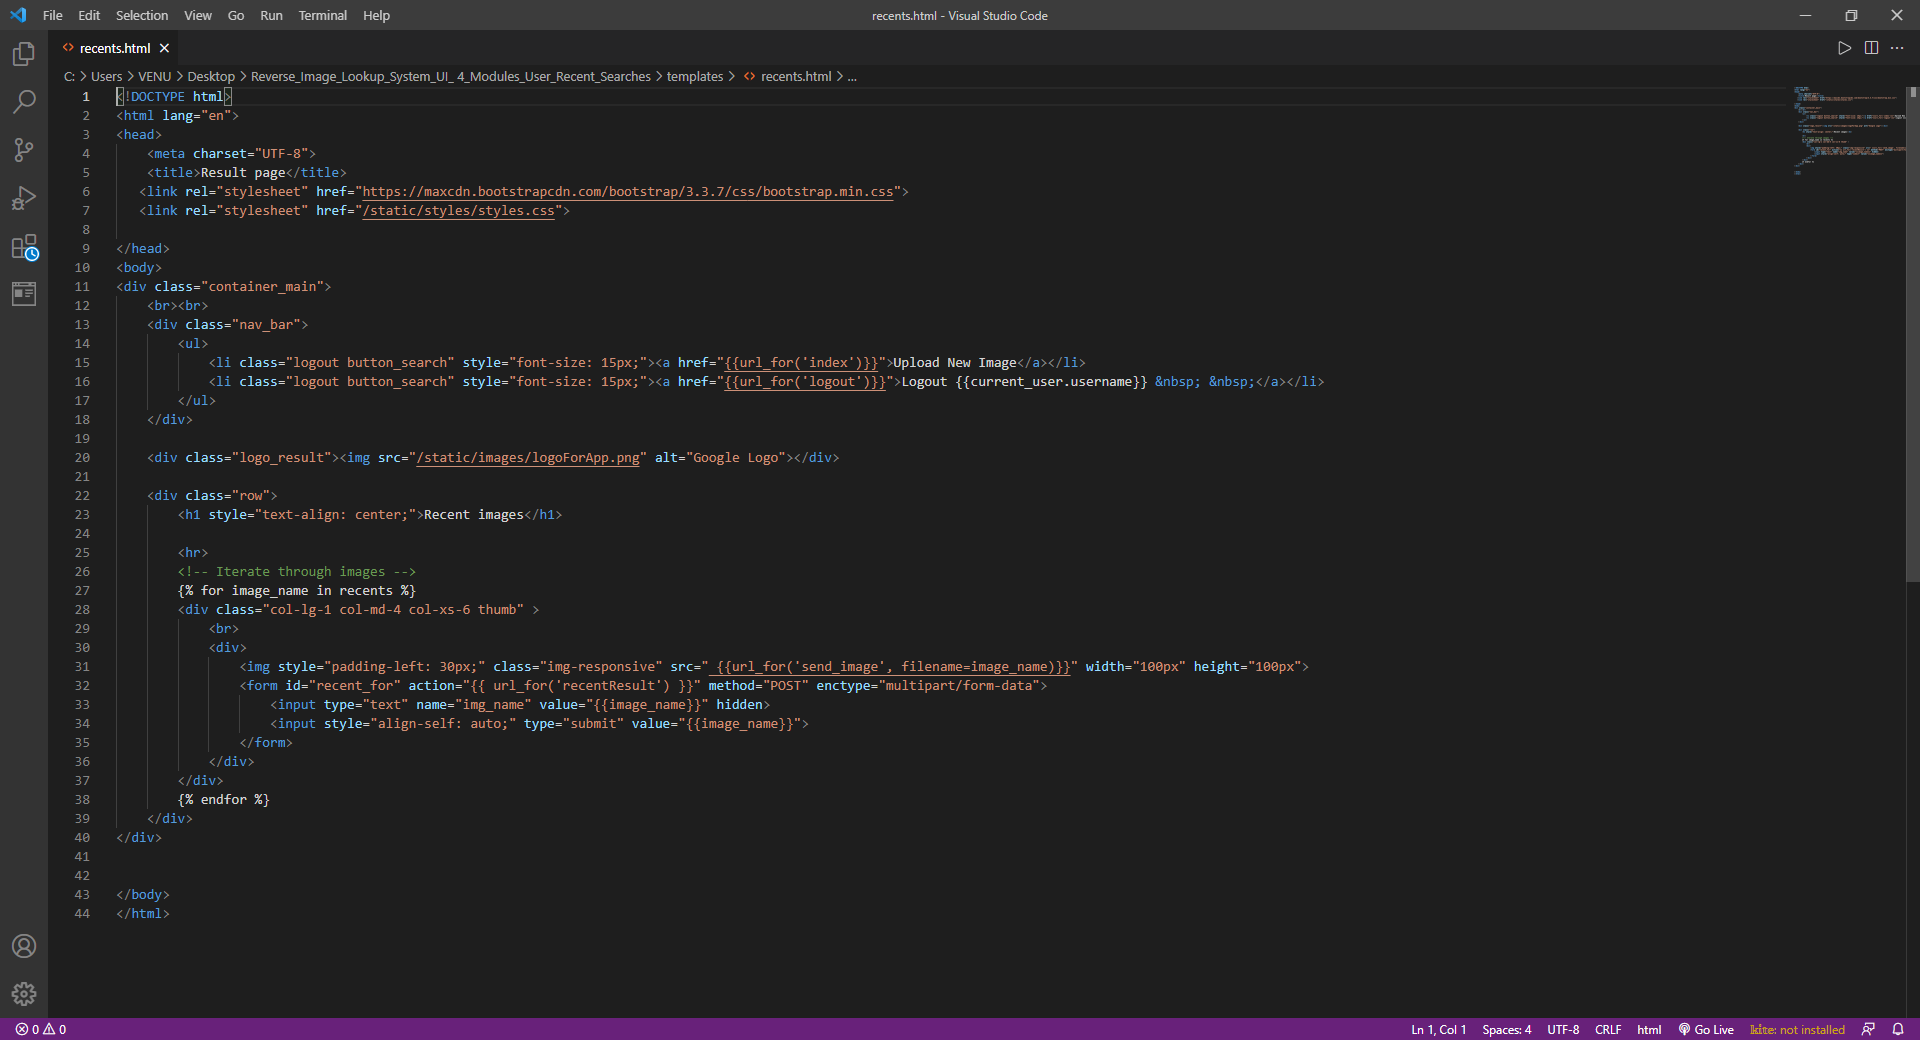 File Edit Selection View Go Run Terminal Help recents.html - Visual Studio Code
recents.html
C: > Users > VENU > Desktop > Reverse_Image_Lookup_System_UI_ 4_Modules_User_Recent_Searches > templates > recents.html > ...
1 <!DOCTYPE html>
2 <html lang="en">
3 <head>
4     <meta charset="UTF-8">
5     <title>Result page</title>
6    <link rel="stylesheet" href="https://maxcdn.bootstrapcdn.com/bootstrap/3.3.7/css/bootstrap.min.css">
7    <link rel="stylesheet" href="/static/styles/styles.css">
8
9 </head>
10 <body>
11 <div class="container_main">
12     <br><br>
13     <div class="nav_bar">
14         <ul>
15             <li class="logout button_search" style="font-size: 15px;"><a href="{{url_for('index')}}">Upload New Image</a></li>
16             <li class="logout button_search" style="font-size: 15px;"><a href="{{url_for('logout')}}">Logout {{current_user.username}} &nbsp; &nbsp;</a></li>
17         </ul>
18     </div>
19
20     <div class="logo_result"><img src="/static/images/logoForApp.png" alt="Google Logo"></div>
21
22     <div class="row">
23         <h1 style="text-align: center;">Recent images</h1>
24
25         <hr>
26         <!-- Iterate through images -->
27         {% for image_name in recents %}
28         <div class="col-lg-1 col-md-4 col-xs-6 thumb" >
29             <br>
30             <div>
31                 <img style="padding-left: 30px;" class="img-responsive" src=" {{url_for('send_image', filename=image_name)}}" width="100px" height="100px">
32                 <form id="recent_for" action="{{ url_for('recentResult') }}" method="POST" enctype="multipart/form-data">
33                     <input type="text" name="img_name" value="{{image_name}}" hidden>
34                     <input style="align-self: auto;" type="submit" value="{{image_name}}">
35                 </form>
36             </div>
37         </div>
38         {% endfor %}
39     </div>
40 </div>
41
42
43 </body>
44 </html>
0 0 Ln 1, Col 1 Spaces: 4 UTF-8 CRLF html Go Live kite: not installed